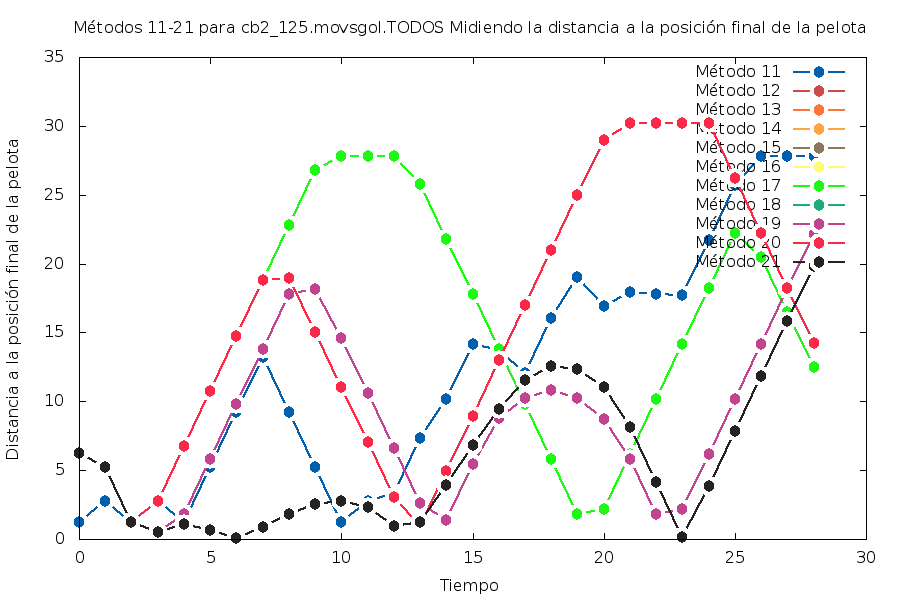 Métodos 11-21 para cb2_125.movsgol.TODOS Midiendo la distancia a la posición final de la pelota
35
30
25
20
15
10
5
0
0 5 10 15 20 25 30
Distancia a la posición final de la pelota
Tiempo
Método 11
Método 12
Método 13
Método 14
Método 15
Método 16
Método 17
Método 18
Método 19
Método 20
Método 21